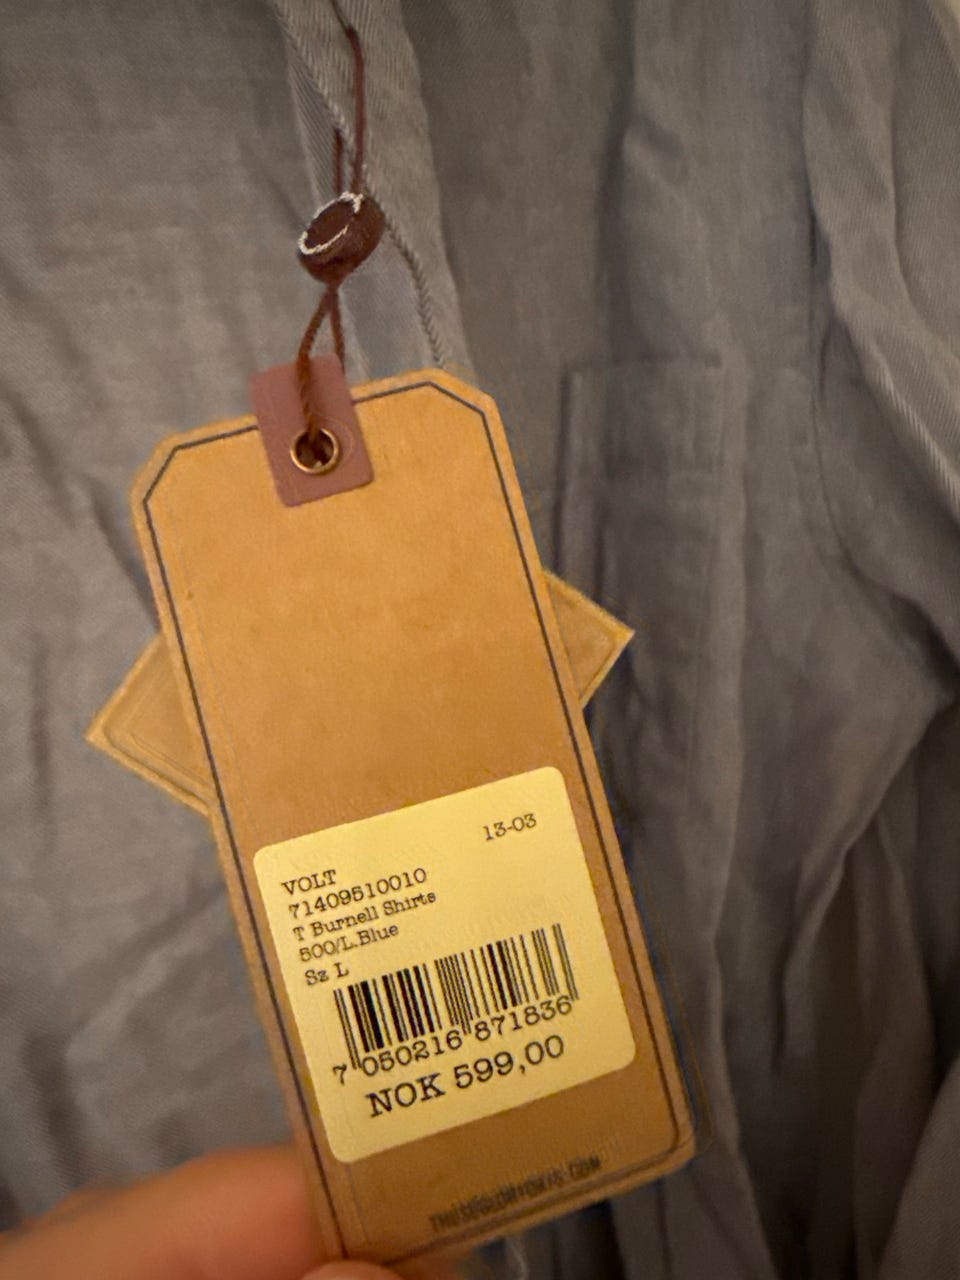 13-03
VOLT
71409510010
T Burnell Shirts
500/L.Blue
Sz L
7 050216 871836
NOK 599,00